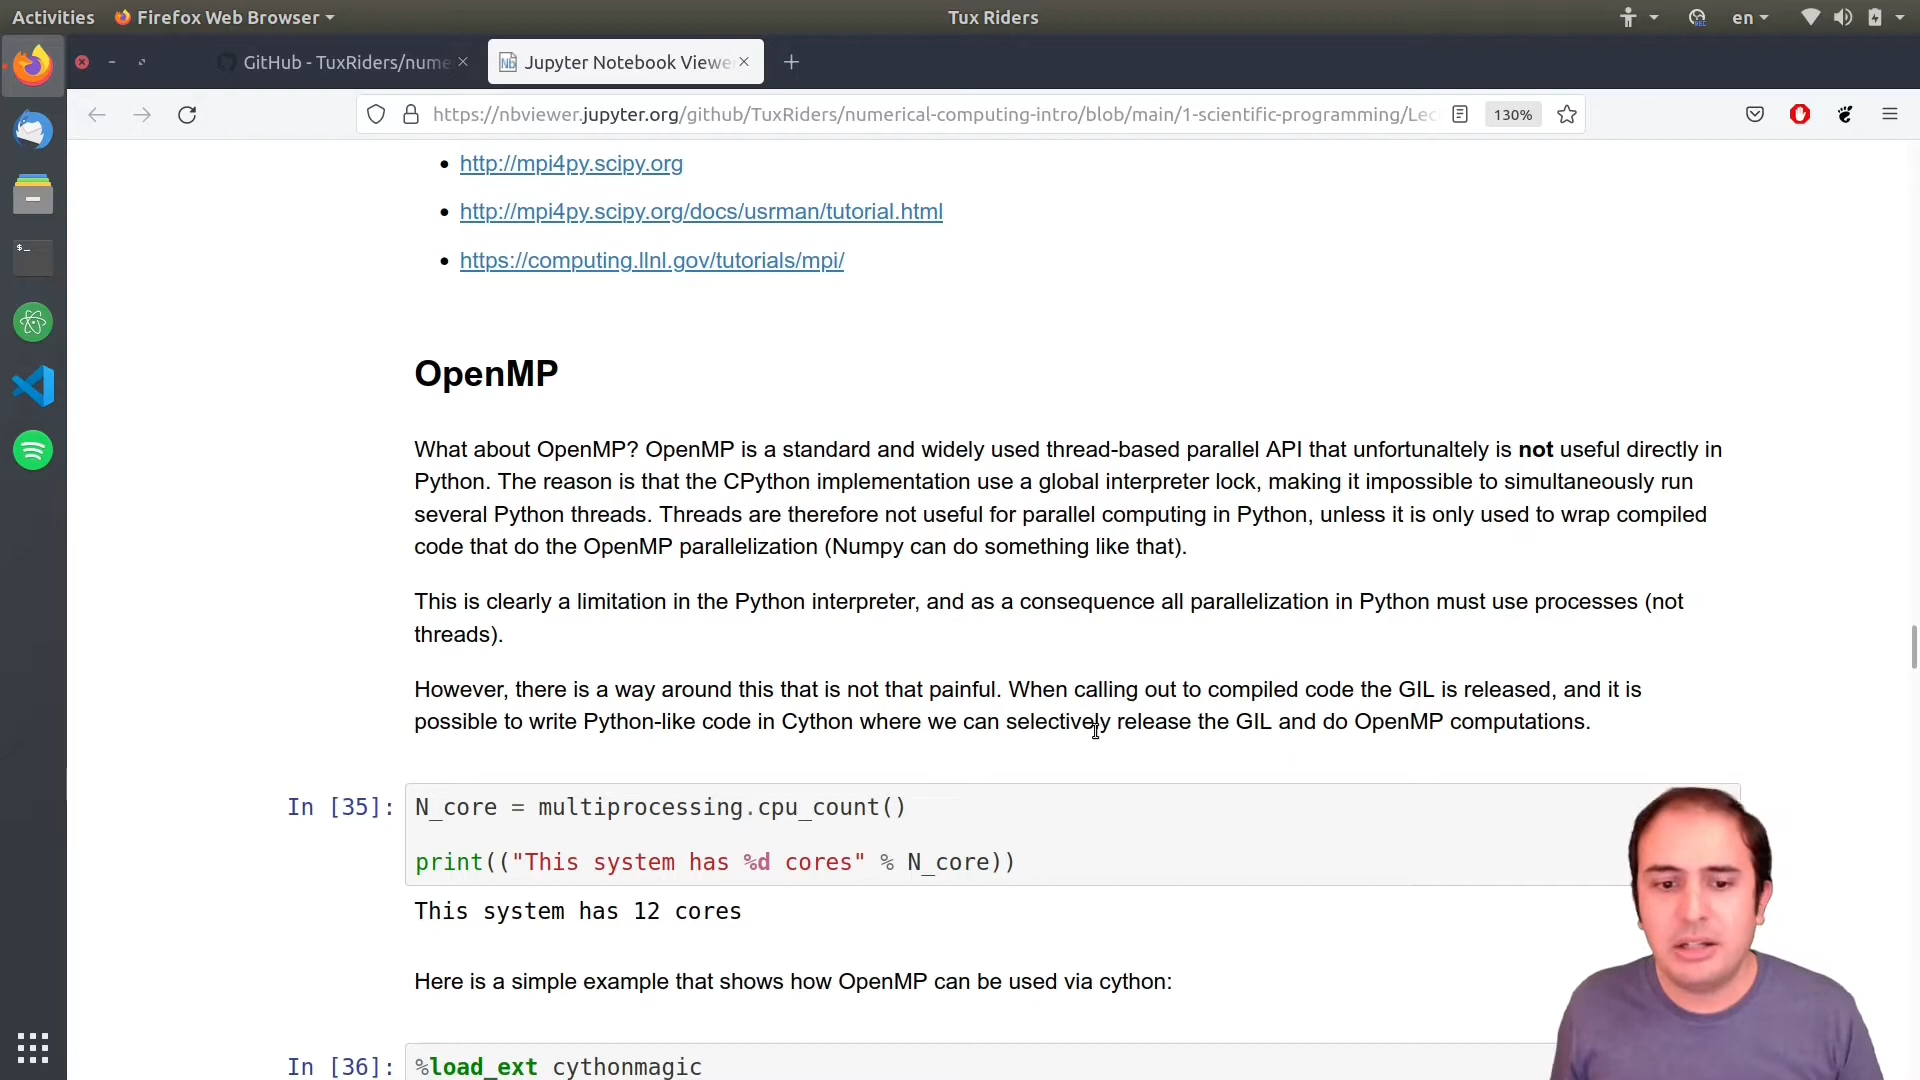 Activities Firefox Web Browser Tux Riders en
GitHub - TuxRiders/nume Jupyter Notebook Viewe
https://nbviewer.jupyter.org/github/TuxRiders/numerical-computing-intro/blob/main/1-scientific-programming/Lec 130%
http://mpi4py.scipy.org
http://mpi4py.scipy.org/docs/usrman/tutorial.html
https://computing.llnl.gov/tutorials/mpi/
OpenMP
What about OpenMP? OpenMP is a standard and widely used thread-based parallel API that unfortunaltely is not useful directly in
Python. The reason is that the CPython implementation use a global interpreter lock, making it impossible to simultaneously run
several Python threads. Threads are therefore not useful for parallel computing in Python, unless it is only used to wrap compiled
code that do the OpenMP parallelization (Numpy can do something like that).
This is clearly a limitation in the Python interpreter, and as a consequence all parallelization in Python must use processes (not
threads).
However, there is a way around this that is not that painful. When calling out to compiled code the GIL is released, and it is
possible to write Python-like code in Cython where we can selectively release the GIL and do OpenMP computations.
In [35]: N_core = multiprocessing.cpu_count()
print(("This system has %d cores" % N_core))
This system has 12 cores
Here is a simple example that shows how OpenMP can be used via cython:
In [36]: %load_ext cythonmagic